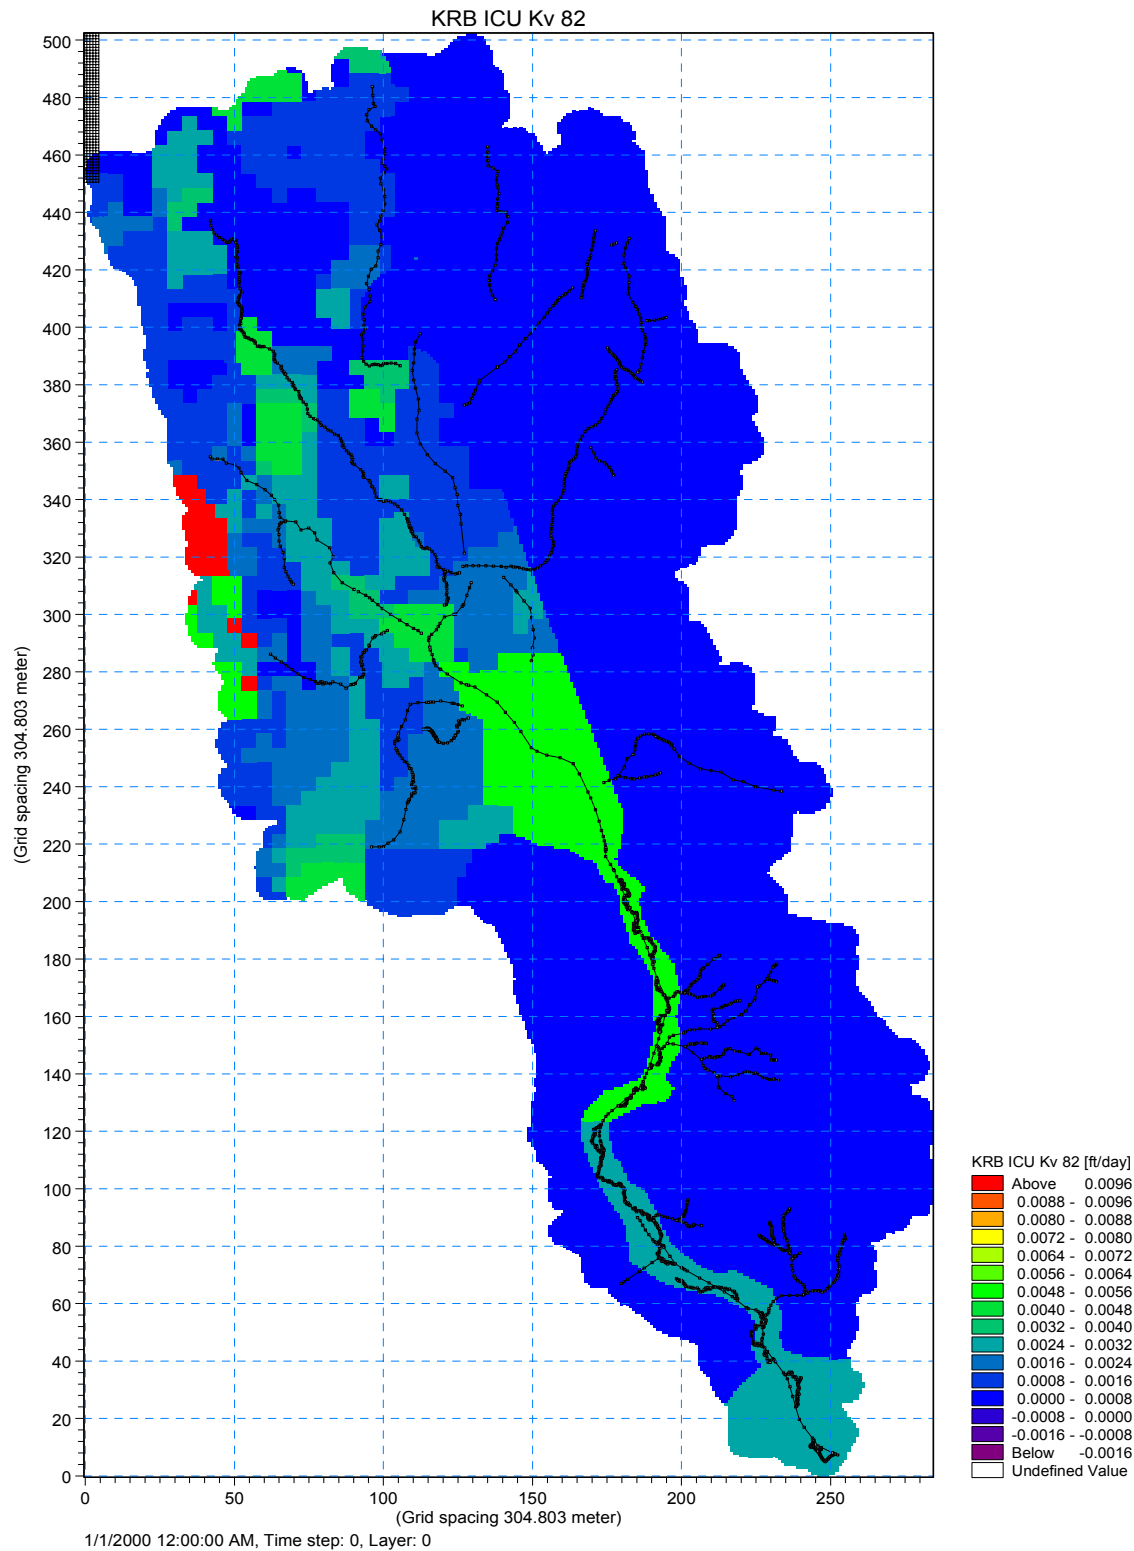 KRB ICU Kv 82
500
480
460
440
420
400
380
360
340
320
300
280
260
240
220
200
180
160
140
120
100
80
60
40
20
0
(Grid spacing 304.803 meter)
0 50 100 150 200 250
(Grid spacing 304.803 meter)
1/1/2000 12:00:00 AM, Time step: 0, Layer: 0
KRB ICU Kv 82 [ft/day]
Above 0.0096
0.0088 - 0.0096
0.0080 - 0.0088
0.0072 - 0.0080
0.0064 - 0.0072
0.0056 - 0.0064
0.0048 - 0.0056
0.0040 - 0.0048
0.0032 - 0.0040
0.0024 - 0.0032
0.0016 - 0.0024
0.0008 - 0.0016
0.0000 - 0.0008
-0.0008 - 0.0000
-0.0016 - -0.0008
Below -0.0016
Undefined Value